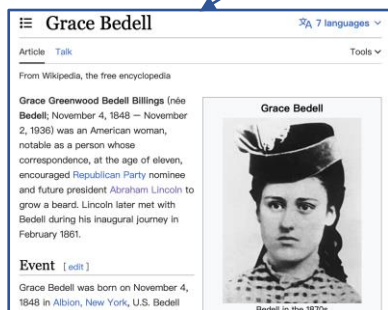 Grace Bedell
7 languages
Article Talk
Tools
From Wikipedia, the free encyclopedia
Grace Greenwood Bedell Billings (née
Bedell; November 4, 1848 – November
2, 1936) was an American woman,
notable as a person whose
correspondence, at the age of eleven,
encouraged Republican Party nominee
and future president Abraham Lincoln to
grow a beard. Lincoln later met with
Bedell during his inaugural journey in
February 1861.
Grace Bedell
Bedell in the 1870s
Event [ edit ]
Grace Bedell was born on November 4,
1848 in Albion, New York, U.S. Bedell